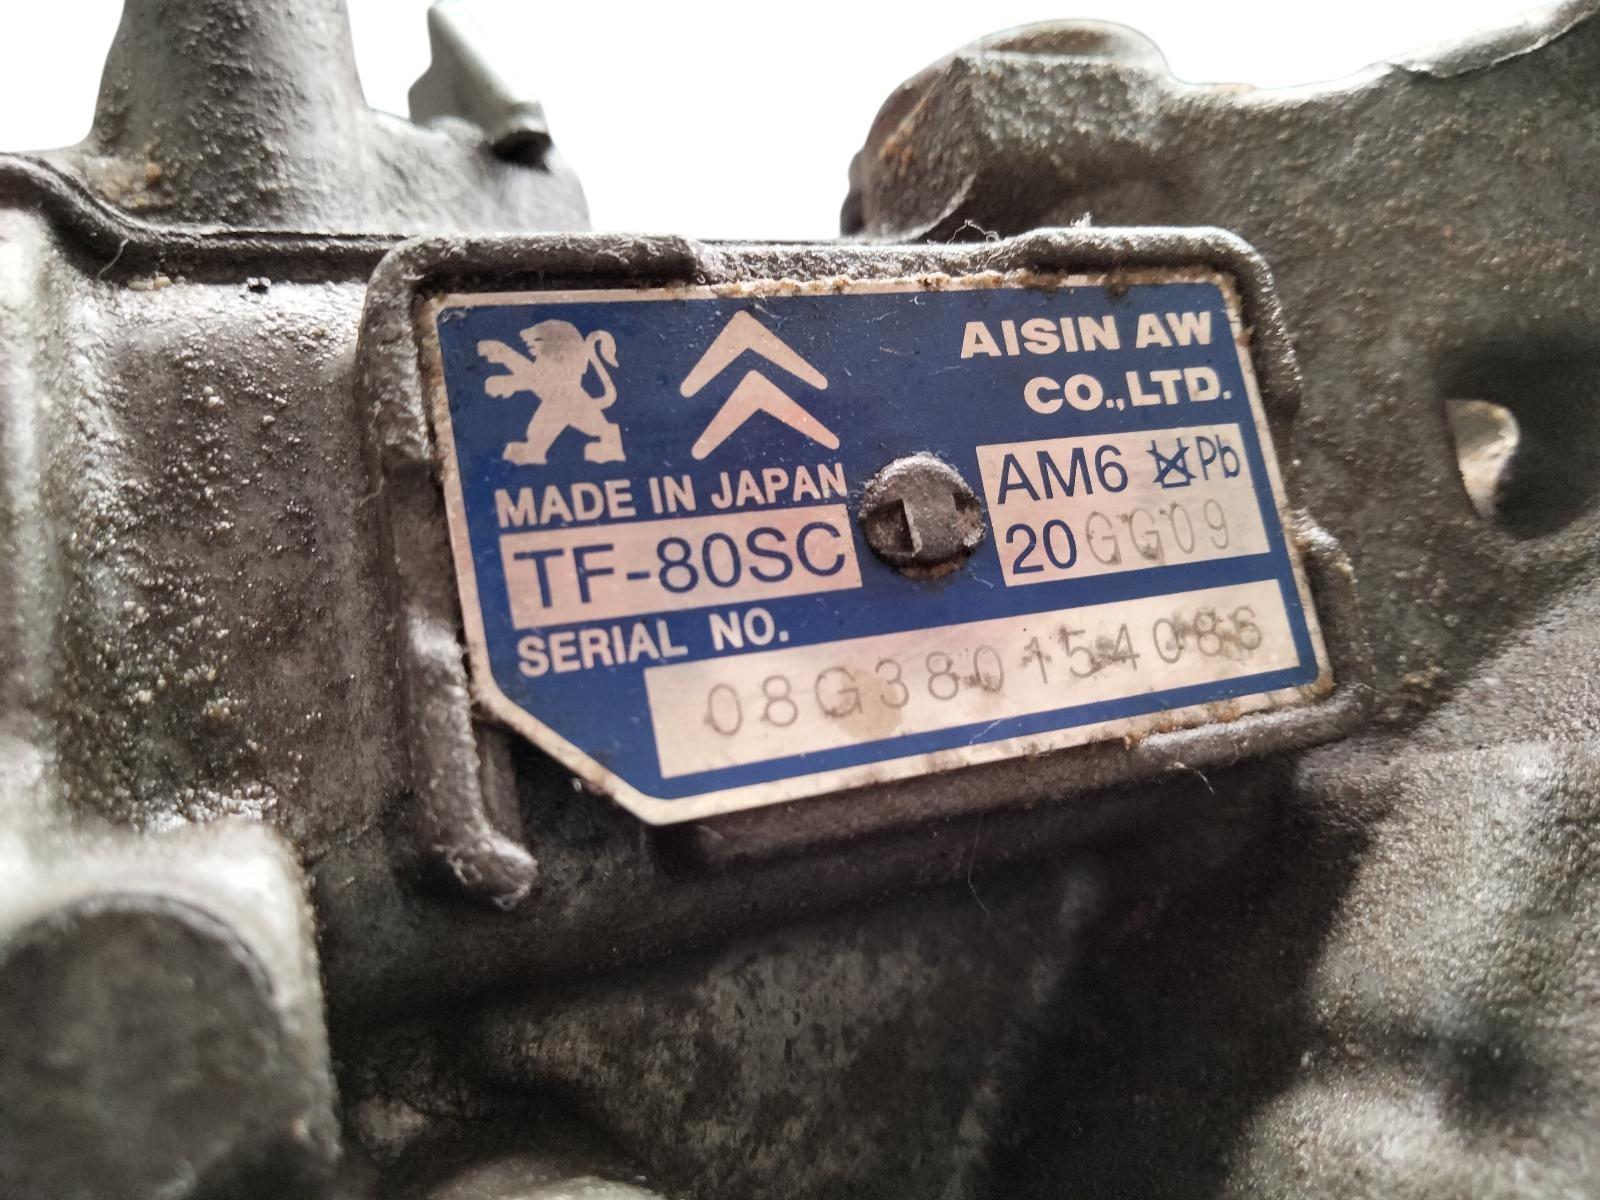 AISIN AW
CO.,LTD.
MADE IN JAPAN
TF-80SC
AM6 Pb
20GG09
SERIAL NO.
08G380154086